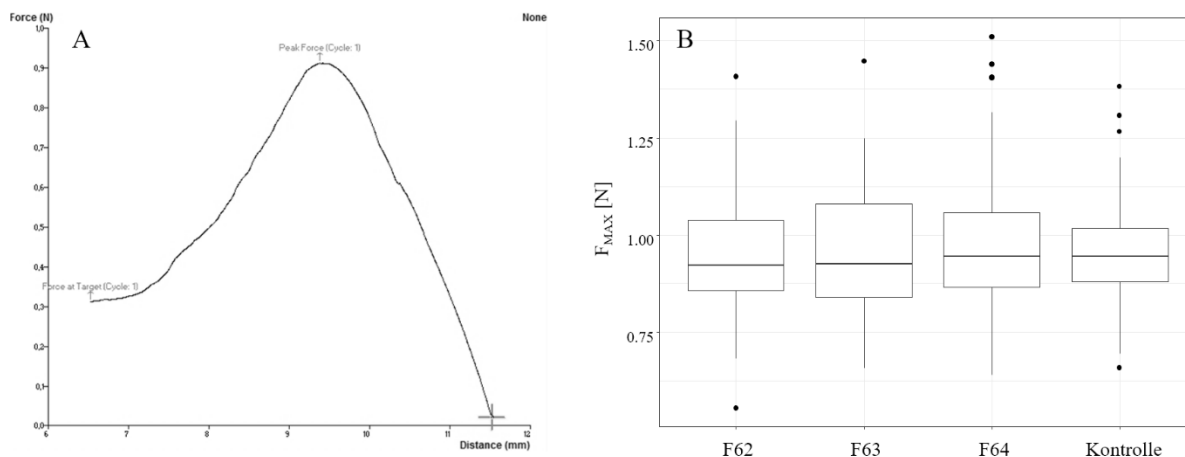 Force (N)
None
A
Peak Force (Cycle: 1)
1,0
0,9
0,8
0,7
0,6
0,5
0,4
Force at Target (Cycle: 1)
0,3
0,2
0,1
0,0
6 7 8 9 10 11 12
Distance (mm)
B
1.50
1.25
1.00
0.75
FMAX [N]
F62 F63 F64 Kontrolle